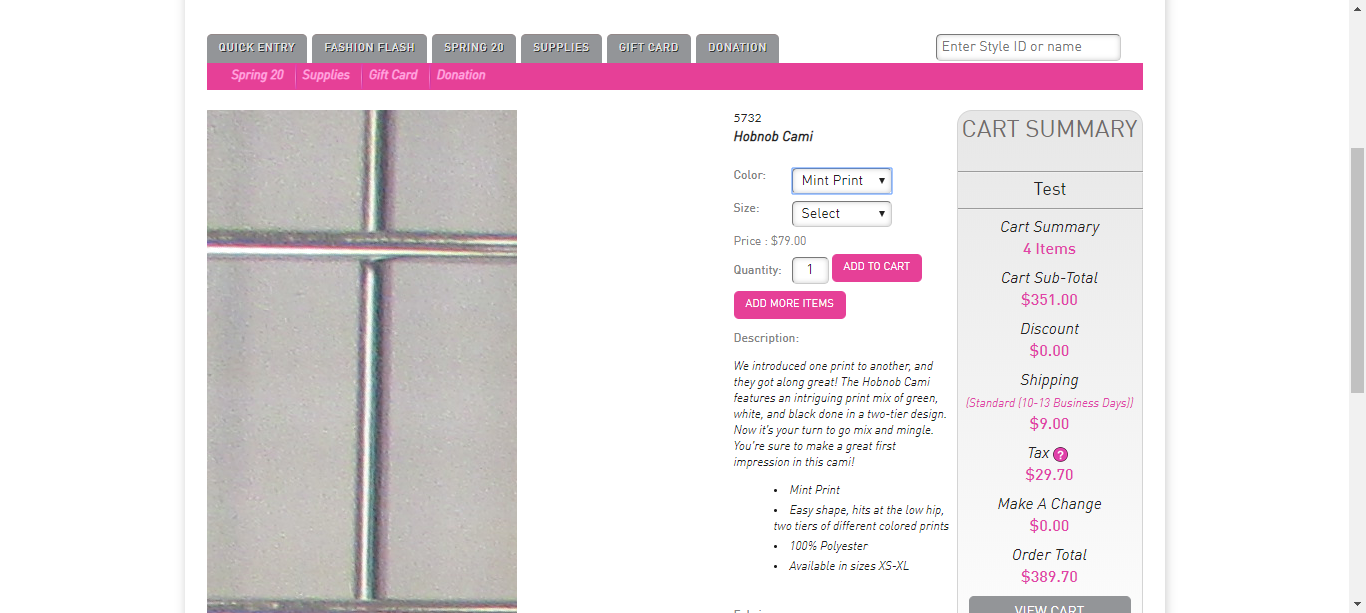 QUICK ENTRY
FASHION FLASH
SPRING 20
SUPPLIES
GIFT CARD
DONATION
Enter Style ID or name
Spring 20
Supplies
Gift Card
Donation
5732
Hobnob Cami
Color:
Mint Print
Size:
Select
Price : $79.00
Quantity:
1
ADD TO CART
ADD MORE ITEMS
Description:
We introduced one print to another, and
they got along great! The Hobnob Cami
features an intriguing print mix of green,
white, and black done in a two-tier design.
Now it's your turn to go mix and mingle.
You're sure to make a great first
impression in this cami!
• Mint Print
• Easy shape, hits at the low hip,
two tiers of different colored prints
• 100% Polyester
• Available in sizes XS-XL
CART SUMMARY
Test
Cart Summary
4 Items
Cart Sub-Total
$351.00
Discount
$0.00
Shipping
(Standard (10-13 Business Days))
$9.00
Tax ?
$29.70
Make A Change
$0.00
Order Total
$389.70
VIEW CART